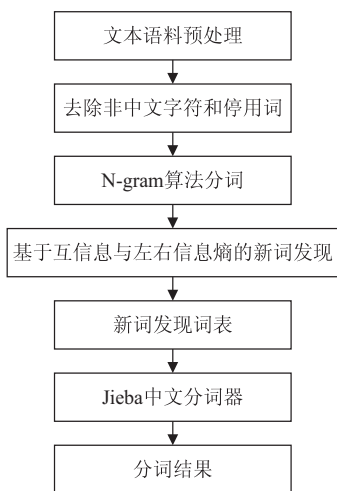 文本语料预处理
去除非中文字符和停用词
N-gram算法分词
基于互信息与左右信息熵的新词发现
新词发现词表
Jieba中文分词器
分词结果